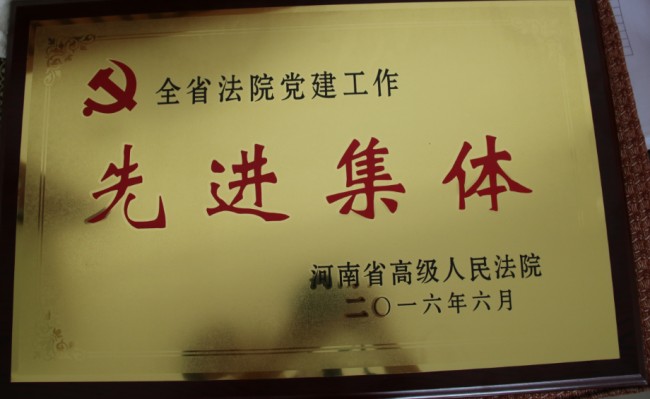 全省法院党建工作
先进集体
河南省高级人民法院
二〇一六年六月